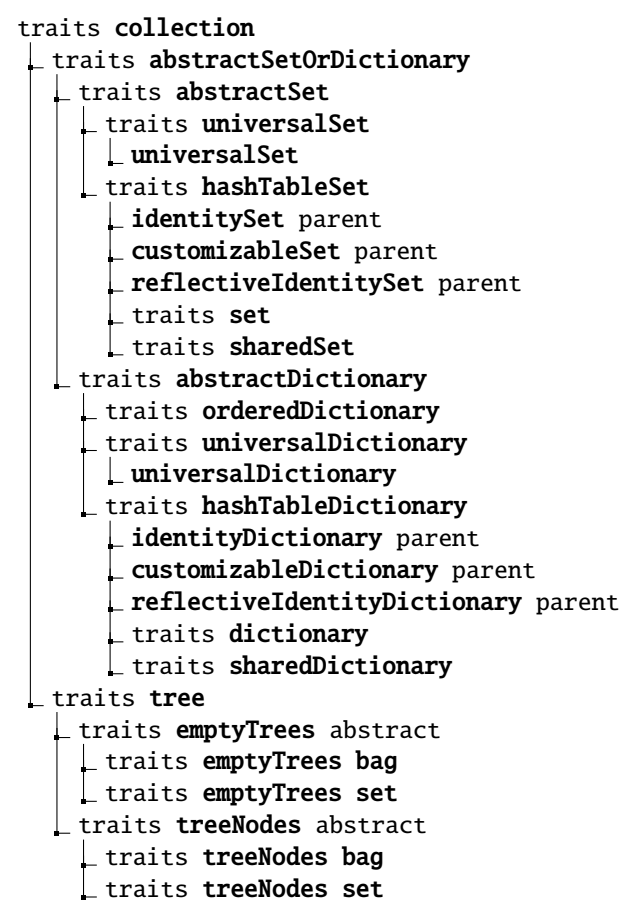 traits collection
traits abstractSetOrDictionary
traits abstractSet
traits universalSet
universalSet
traits hashTableSet
identitySet parent
customizableSet parent
reflectiveIdentitySet parent
traits set
traits sharedSet
traits abstractDictionary
traits orderedDictionary
traits universalDictionary
universalDictionary
traits hashTableDictionary
identityDictionary parent
customizableDictionary parent
reflectiveIdentityDictionary parent
traits dictionary
traits sharedDictionary
traits tree
traits emptyTrees abstract
traits emptyTrees bag
traits emptyTrees set
traits treeNodes abstract
traits treeNodes bag
traits treeNodes set